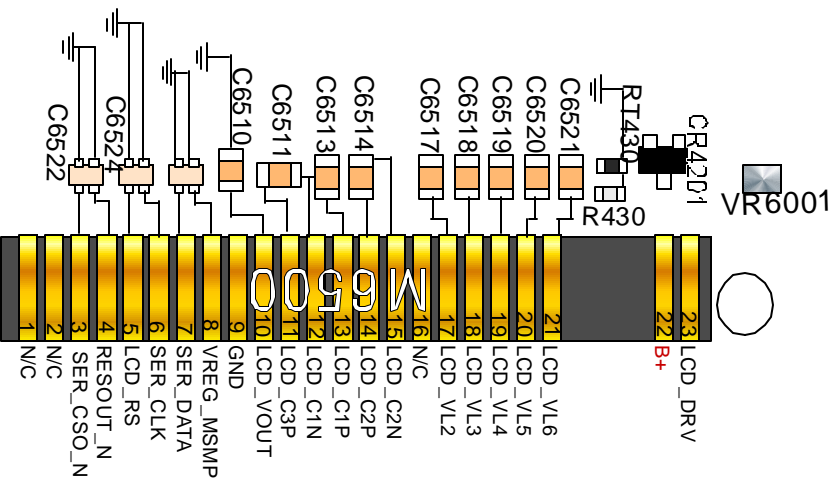 C6522
C6524
C6510
C6511
C6513
C6514
C6517
C6518
C6519
C6520
C6521
RT430
CR4201
R430
VR6001
M6500
1
2
3
4
5
6
7
8
9
10
11
12
13
14
15
16
17
18
19
20
21
22
23
N/C
N/C
SER_CSO_N
RESOUT_N
LCD_RS
SER_CLK
SER_DATA
VREG_MSMP
GND
LCD_VOUT
LCD_C3P
LCD_C1N
LCD_C1P
LCD_C2P
LCD_C2N
N/C
LCD_VL2
LCD_VL3
LCD_VL4
LCD_VL5
LCD_VL6
B+
LCD_DRV